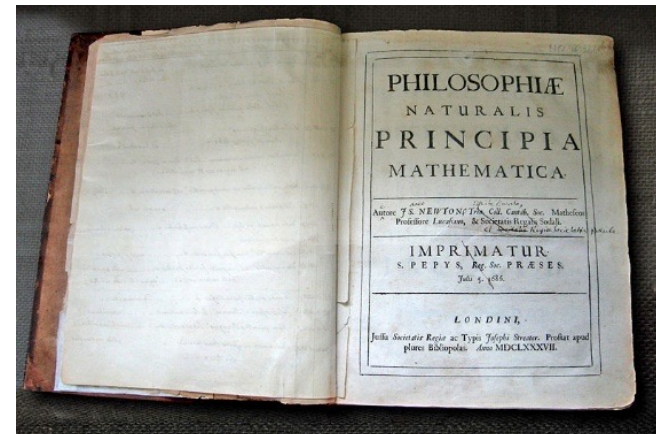 PHILOSOPHIÆ
NATURALIS
PRINCIPIA
MATHEMATICA.
Autore JS. NEWTON, Trin. Coll. Cantab. Soc. Matheseos
Professore Lucasiano, & Societatis Regalis Sodali.
IMPRIMATUR.
S. PEPYS, Reg. Soc. PRÆSES.
Julii 5. 1686.
LONDINI,
Jussu Societatis Regiæ ac Typis Josephi Streater. Prostat apud
plures Bibliopolas. Anno MDCLXXXVII.